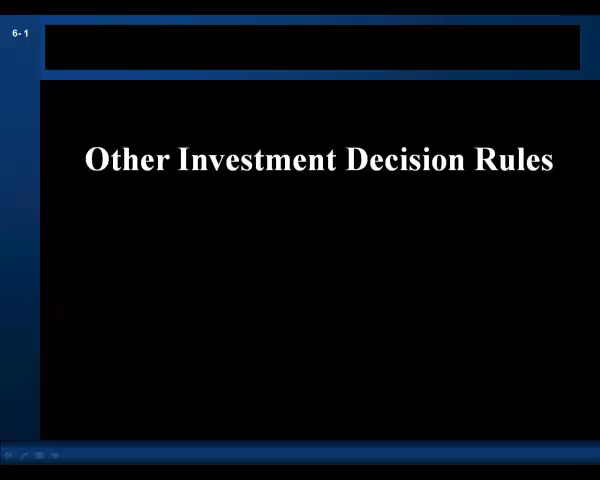 6- 1
Other Investment Decision Rules